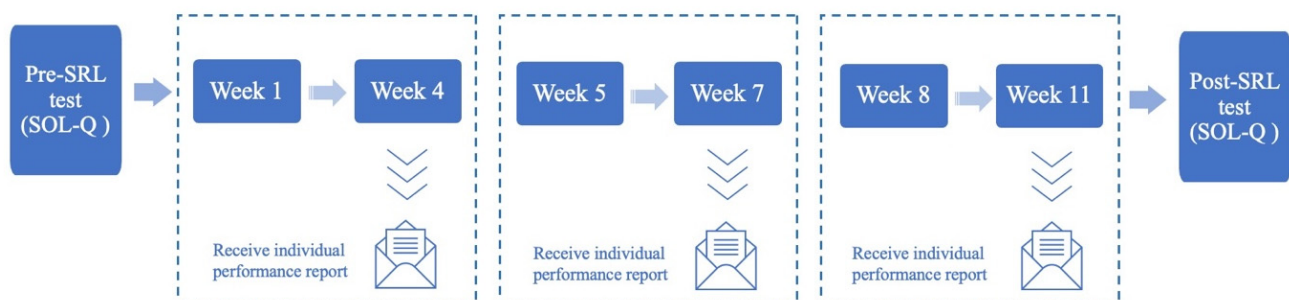 Pre-SRL
test
(SOL-Q )
Week 1
Week 4
Receive individual
performance report
Week 5
Week 7
Receive individual
performance report
Week 8
Week 11
Receive individual
performance report
Post-SRL
test
(SOL-Q )